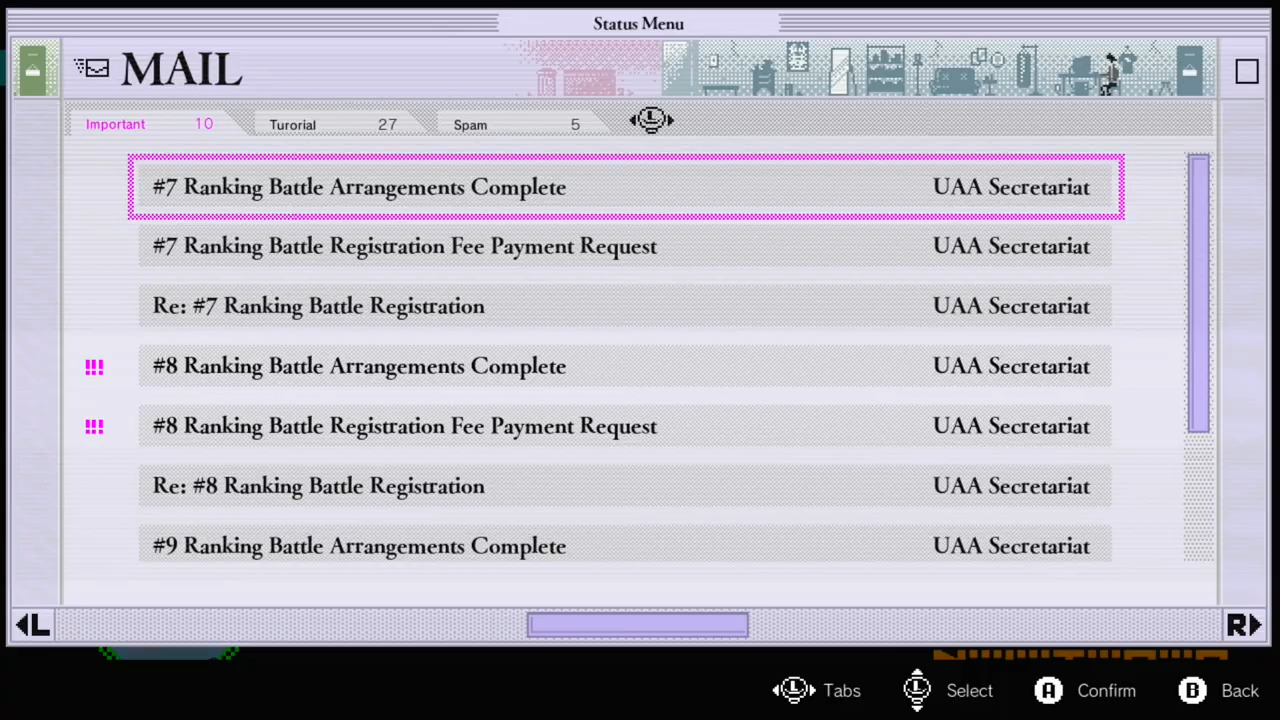 Status Menu
MAIL
Important 10 Turorial 27 Spam 5 L
#7 Ranking Battle Arrangements Complete UAA Secretariat
#7 Ranking Battle Registration Fee Payment Request UAA Secretariat
Re: #7 Ranking Battle Registration UAA Secretariat
!!! #8 Ranking Battle Arrangements Complete UAA Secretariat
!!! #8 Ranking Battle Registration Fee Payment Request UAA Secretariat
Re: #8 Ranking Battle Registration UAA Secretariat
#9 Ranking Battle Arrangements Complete UAA Secretariat
L R
L Tabs L Select A Confirm B Back